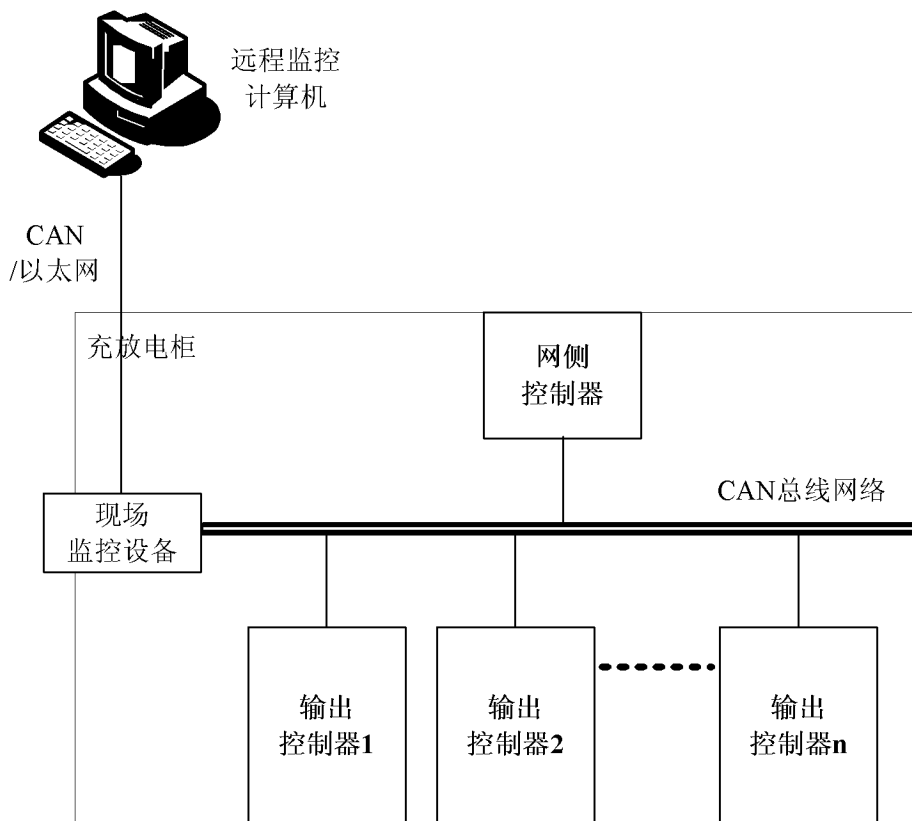 远程监控
计算机
CAN
/以太网
充放电柜
网侧
控制器
CAN总线网络
现场
监控设备
输出
控制器1
输出
控制器2
输出
控制器n